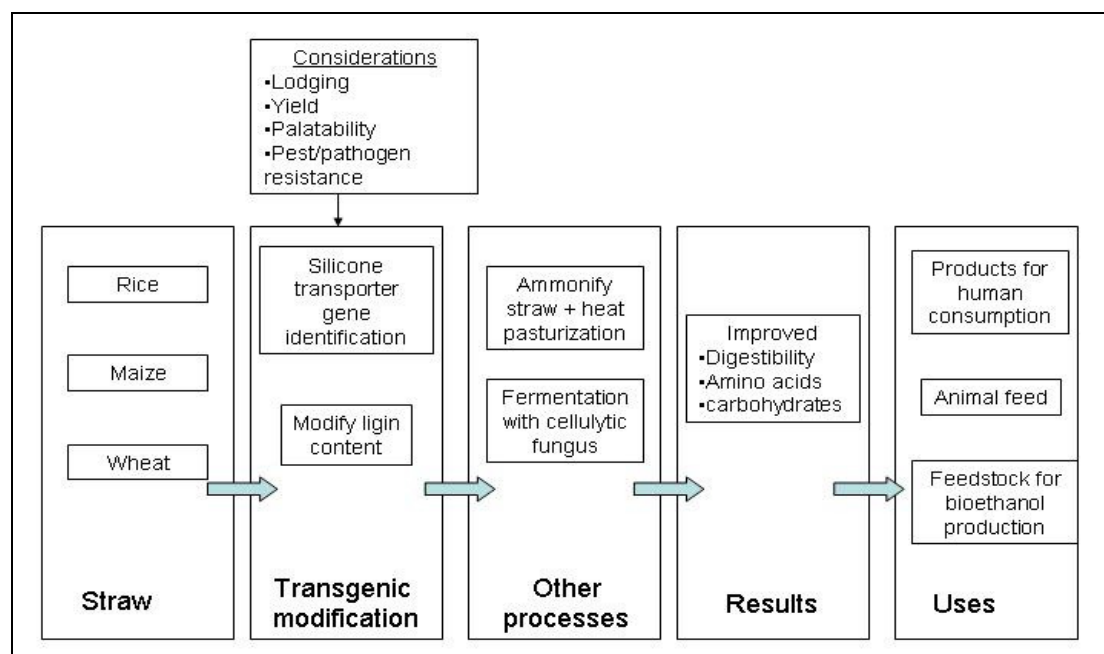 Considerations
▪Lodging
▪Yield
▪Palatability
▪Pest/pathogen
resistance
Rice
Maize
Wheat
Straw
Silicone
transporter
gene
identification
Modify ligin
content
Transgenic
modification
Ammonify
straw + heat
pasturization
Fermentation
with cellulytic
fungus
Other
processes
Improved
▪Digestibility
▪Amino acids
▪carbohydrates
Results
Products for
human
consumption
Animal feed
Feedstock for
bioethanol
production
Uses